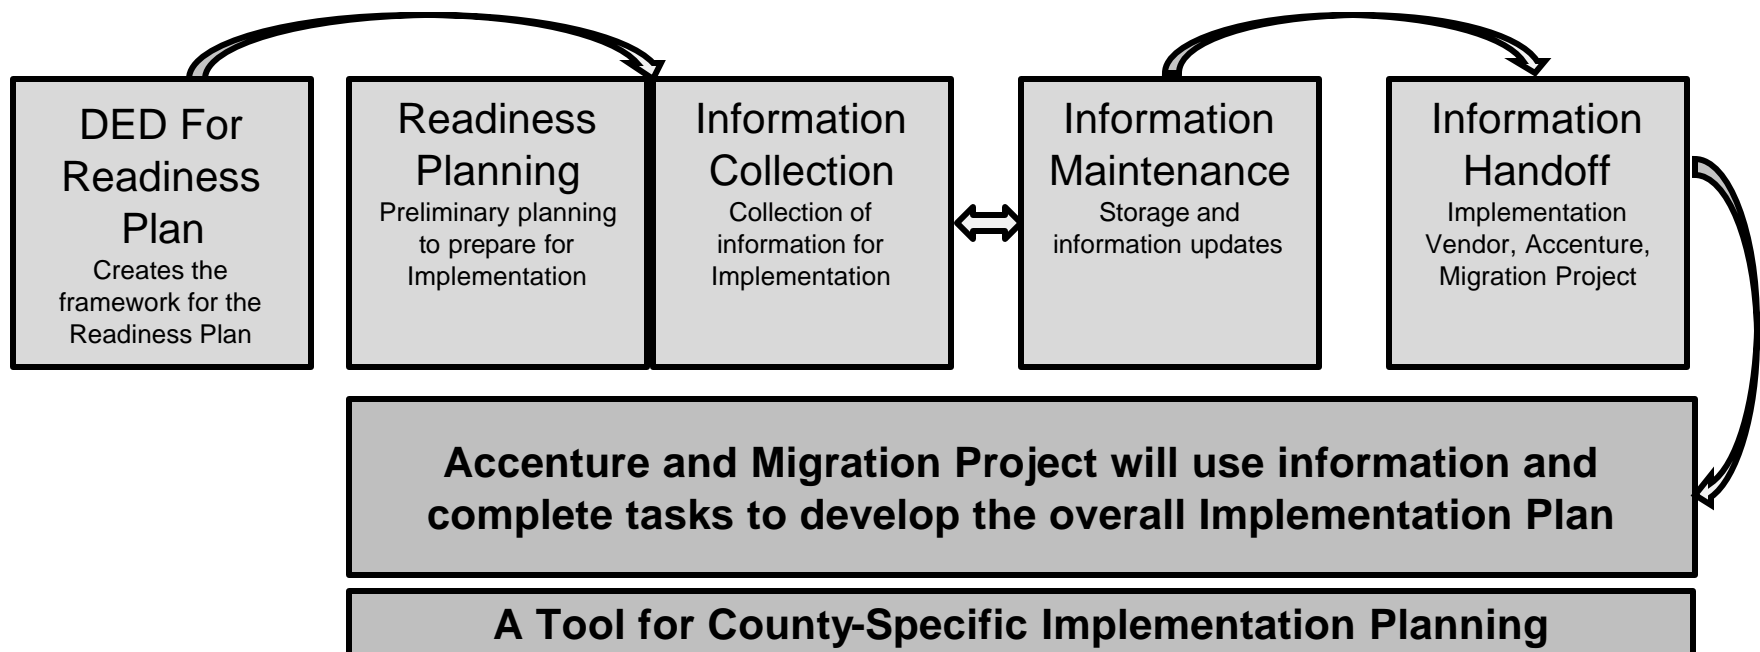 DED For
Readiness
Plan
Creates the
framework for the
Readiness Plan
Readiness
Planning
Preliminary planning
to prepare for
Implementation
Information
Collection
Collection of
information for
Implementation
Information
Maintenance
Storage and
information updates
Information
Handoff
Implementation
Vendor, Accenture,
Migration Project
Accenture and Migration Project will use information and
complete tasks to develop the overall Implementation Plan
A Tool for County-Specific Implementation Planning